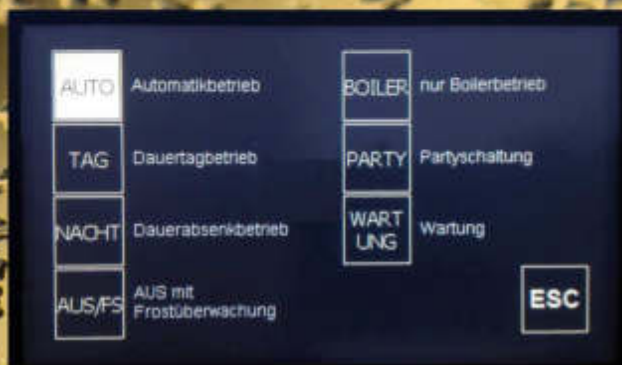 AUTO Automatikbetrieb
TAG Dauertagbetrieb
NACHT Dauerabsenkbetrieb
AUS/FS AUS mit
Frostüberwachung
BOILER nur Boilerbetrieb
PARTY Partyschaltung
WART
UNG
Wartung
ESC